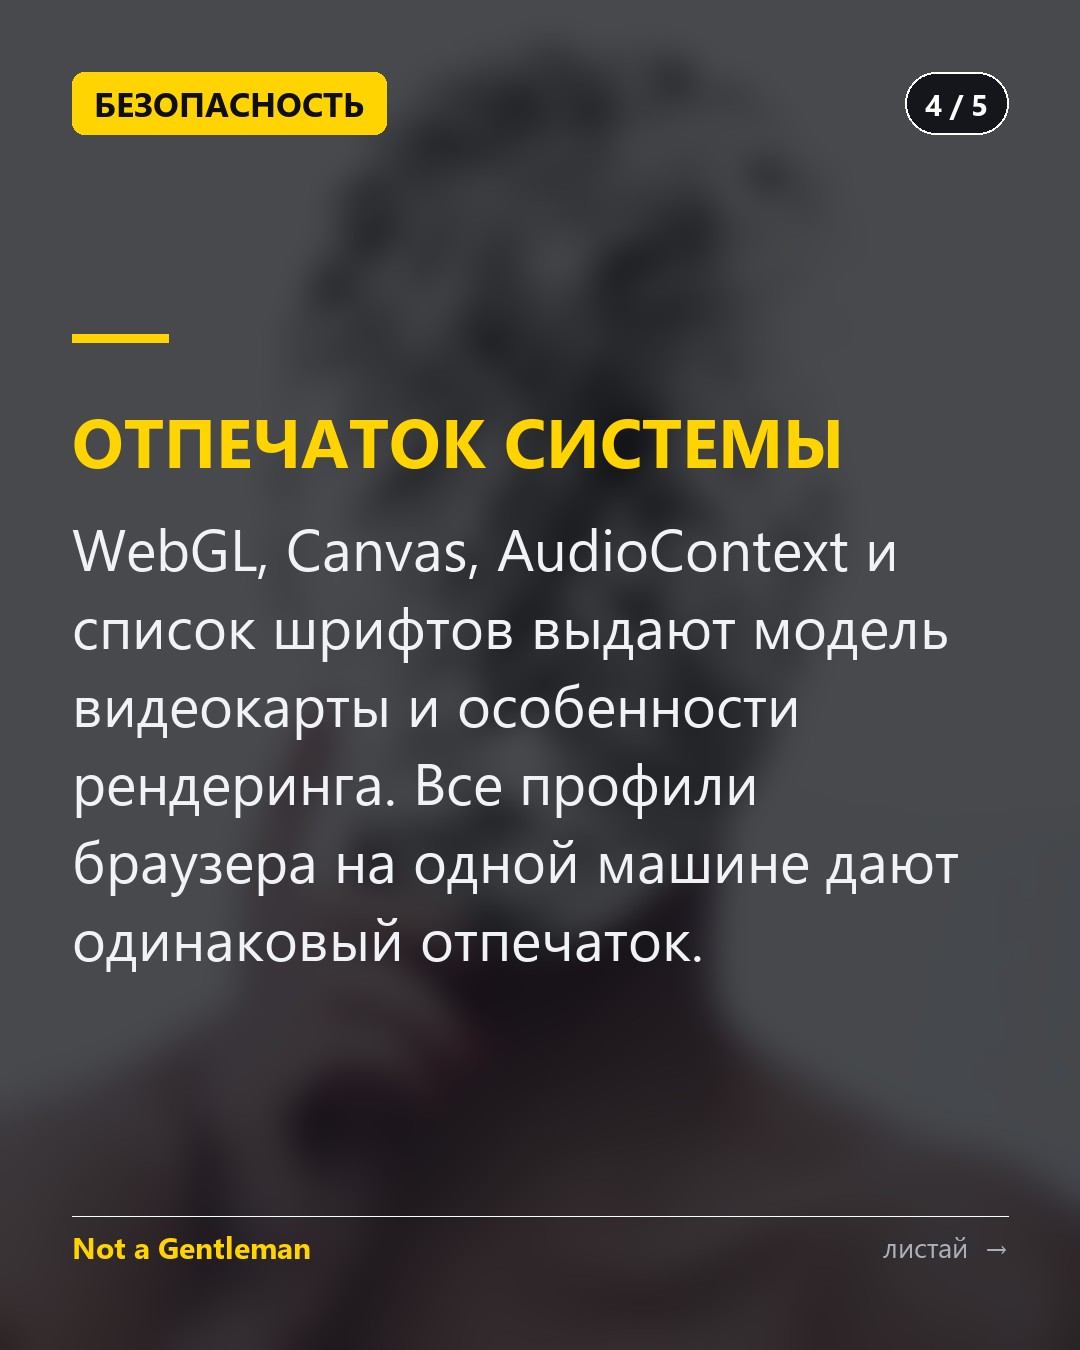 БЕЗОПАСНОСТЬ
4 / 5
ОТПЕЧАТОК СИСТЕМЫ
WebGL, Canvas, AudioContext и
список шрифтов выдают модель
видеокарты и особенности
рендеринга. Все профили
браузера на одной машине дают
одинаковый отпечаток.
Not a Gentleman
листай →